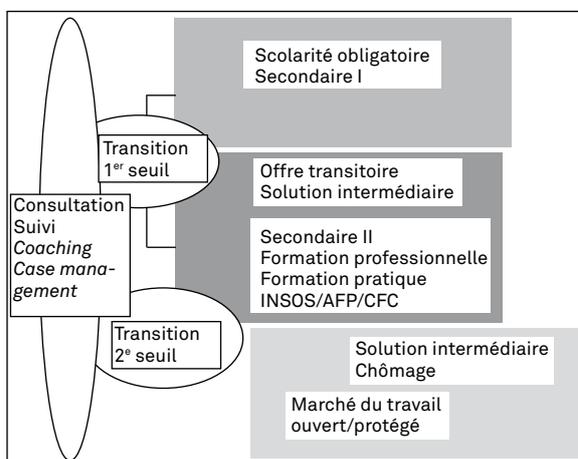 Scolarité obligatoire
Secondaire I
Transition
1er seuil
Offre transitoire
Solution intermédiaire
Consultation
Suivi
Coaching
Case mana-
gement
Secondaire II
Formation professionnelle
Formation pratique
INSOS/AFP/CFC
Transition
2e seuil
Solution intermédiaire
Chômage
Marché du travail
ouvert/protégé